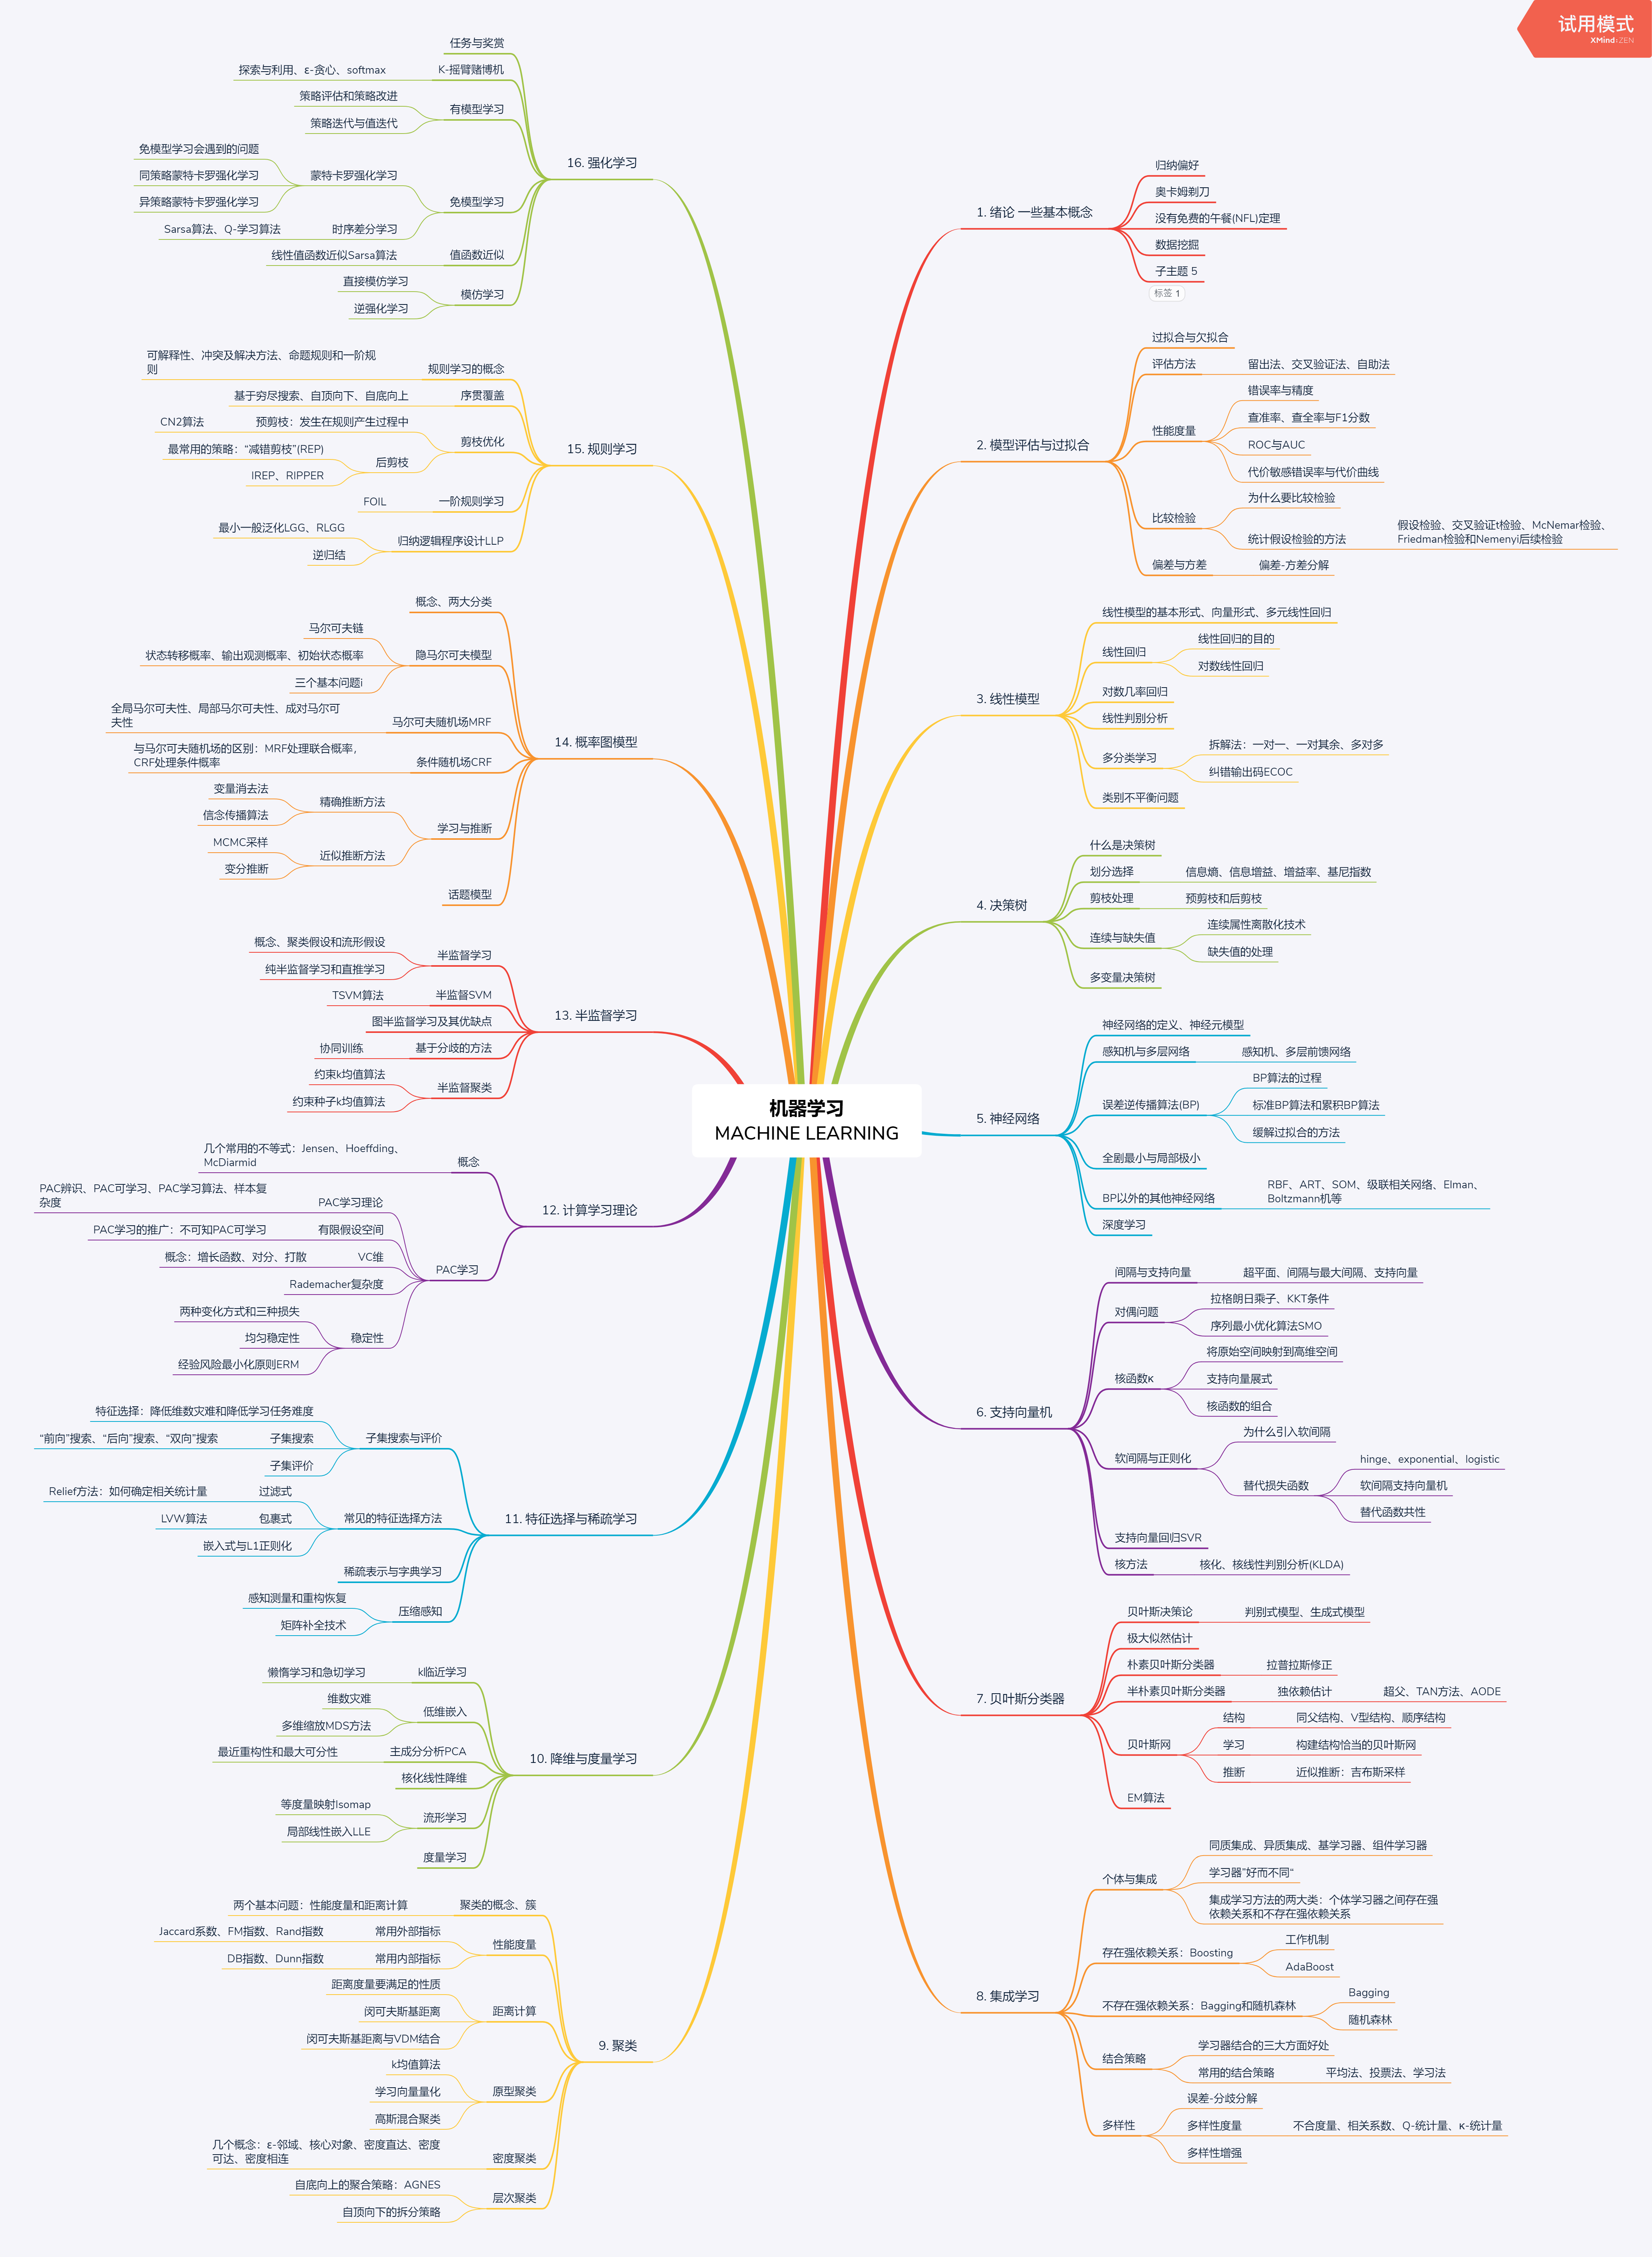 试用模式
XMind:ZEN
机器学习
MACHINE LEARNING
1. 绪论 一些基本概念
归纳偏好
奥卡姆剃刀
没有免费的午餐(NFL)定理
数据挖掘
子主题 5
标签 1
2. 模型评估与过拟合
过拟合与欠拟合
评估方法
留出法、交叉验证法、自助法
性能度量
错误率与精度
查准率、查全率与F1分数
ROC与AUC
代价敏感错误率与代价曲线
比较检验
为什么要比较检验
统计假设检验的方法
假设检验、交叉验证t检验、McNemar检验、
Friedman检验和Nemenyi后续检验
偏差与方差
偏差-方差分解
3. 线性模型
线性模型的基本形式、向量形式、多元线性回归
线性回归
线性回归的目的
对数线性回归
对数几率回归
线性判别分析
多分类学习
拆解法：一对一、一对其余、多对多
纠错输出码ECOC
类别不平衡问题
4. 决策树
什么是决策树
划分选择
信息熵、信息增益、增益率、基尼指数
剪枝处理
预剪枝和后剪枝
连续与缺失值
连续属性离散化技术
缺失值的处理
多变量决策树
5. 神经网络
神经网络的定义、神经元模型
感知机与多层网络
感知机、多层前馈网络
误差逆传播算法(BP)
BP算法的过程
标准BP算法和累积BP算法
缓解过拟合的方法
全剧最小与局部极小
BP以外的其他神经网络
RBF、ART、SOM、级联相关网络、Elman、
Boltzmann机等
深度学习
6. 支持向量机
间隔与支持向量
超平面、间隔与最大间隔、支持向量
对偶问题
拉格朗日乘子、KKT条件
序列最小优化算法SMO
核函数κ
将原始空间映射到高维空间
支持向量展式
核函数的组合
软间隔与正则化
为什么引入软间隔
替代损失函数
hinge、exponential、logistic
软间隔支持向量机
替代函数共性
支持向量回归SVR
核方法
核化、核线性判别分析(KLDA)
7. 贝叶斯分类器
贝叶斯决策论
判别式模型、生成式模型
极大似然估计
朴素贝叶斯分类器
拉普拉斯修正
半朴素贝叶斯分类器
独依赖估计
超父、TAN方法、AODE
贝叶斯网
结构
同父结构、V型结构、顺序结构
学习
构建结构恰当的贝叶斯网
推断
近似推断：吉布斯采样
EM算法
8. 集成学习
个体与集成
同质集成、异质集成、基学习器、组件学习器
学习器”好而不同“
集成学习方法的两大类：个体学习器之间存在强
依赖关系和不存在强依赖关系
存在强依赖关系：Boosting
工作机制
AdaBoost
不存在强依赖关系：Bagging和随机森林
Bagging
随机森林
结合策略
学习器结合的三大方面好处
常用的结合策略
平均法、投票法、学习法
多样性
误差-分歧分解
多样性度量
不合度量、相关系数、Q-统计量、κ-统计量
多样性增强
9. 聚类
聚类的概念、簇
两个基本问题：性能度量和距离计算
性能度量
常用外部指标
Jaccard系数、FM指数、Rand指数
常用内部指标
DB指数、Dunn指数
距离计算
距离度量要满足的性质
闵可夫斯基距离
闵可夫斯基距离与VDM结合
原型聚类
k均值算法
学习向量量化
高斯混合聚类
密度聚类
几个概念：ε-邻域、核心对象、密度直达、密度
可达、密度相连
层次聚类
自底向上的聚合策略：AGNES
自顶向下的拆分策略
10. 降维与度量学习
k临近学习
懒惰学习和急切学习
低维嵌入
维数灾难
多维缩放MDS方法
主成分分析PCA
最近重构性和最大可分性
核化线性降维
流形学习
等度量映射Isomap
局部线性嵌入LLE
度量学习
11. 特征选择与稀疏学习
子集搜索与评价
特征选择：降低维数灾难和降低学习任务难度
子集搜索
“前向”搜索、“后向”搜索、“双向”搜索
子集评价
常见的特征选择方法
过滤式
Relief方法：如何确定相关统计量
包裹式
LVW算法
嵌入式与L1正则化
稀疏表示与字典学习
压缩感知
感知测量和重构恢复
矩阵补全技术
12. 计算学习理论
概念
几个常用的不等式：Jensen、Hoeffding、
McDiarmid
PAC学习
PAC学习理论
PAC辨识、PAC可学习、PAC学习算法、样本复
杂度
有限假设空间
PAC学习的推广：不可知PAC可学习
VC维
概念：增长函数、对分、打散
Rademacher复杂度
稳定性
两种变化方式和三种损失
均匀稳定性
经验风险最小化原则ERM
13. 半监督学习
半监督学习
概念、聚类假设和流形假设
纯半监督学习和直推学习
半监督SVM
TSVM算法
图半监督学习及其优缺点
基于分歧的方法
协同训练
半监督聚类
约束k均值算法
约束种子k均值算法
14. 概率图模型
概念、两大分类
隐马尔可夫模型
马尔可夫链
状态转移概率、输出观测概率、初始状态概率
三个基本问题i
马尔可夫随机场MRF
全局马尔可夫性、局部马尔可夫性、成对马尔可
夫性
条件随机场CRF
与马尔可夫随机场的区别：MRF处理联合概率，
CRF处理条件概率
学习与推断
精确推断方法
变量消去法
信念传播算法
近似推断方法
MCMC采样
变分推断
话题模型
15. 规则学习
规则学习的概念
可解释性、冲突及解决方法、命题规则和一阶规
则
序贯覆盖
基于穷尽搜索、自顶向下、自底向上
剪枝优化
预剪枝：发生在规则产生过程中
CN2算法
后剪枝
最常用的策略：“减错剪枝”(REP)
IREP、RIPPER
一阶规则学习
FOIL
归纳逻辑程序设计LLP
最小一般泛化LGG、RLGG
逆归结
16. 强化学习
任务与奖赏
K-摇臂赌博机
探索与利用、ε-贪心、softmax
有模型学习
策略评估和策略改进
策略迭代与值迭代
免模型学习
蒙特卡罗强化学习
免模型学习会遇到的问题
同策略蒙特卡罗强化学习
异策略蒙特卡罗强化学习
时序差分学习
Sarsa算法、Q-学习算法
值函数近似
线性值函数近似Sarsa算法
模仿学习
直接模仿学习
逆强化学习